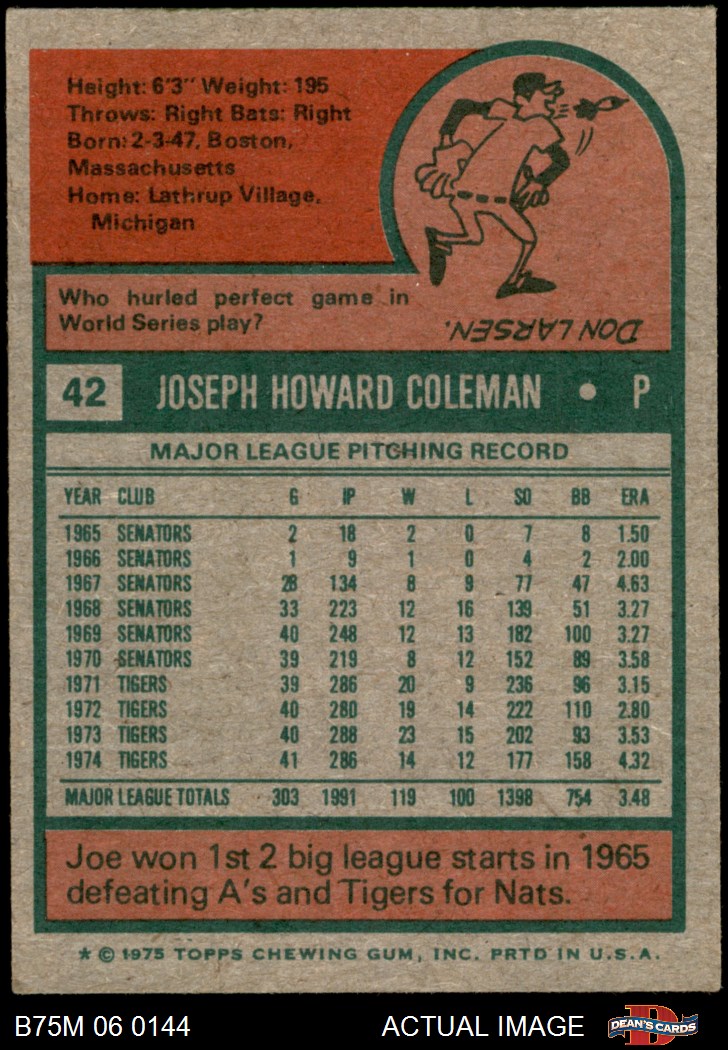 Height: 6'3" Weight: 195
Throws: Right Bats: Right
Born: 2-3-47, Boston,
Massachusetts
Home: Lathrup Village,
Michigan
Who hurled perfect game in
World Series play?
DON LARSEN.
42 JOSEPH HOWARD COLEMAN • P
MAJOR LEAGUE PITCHING RECORD
YEAR CLUB G IP W L SO BB ERA
1965 SENATORS 2 18 2 0 7 8 1.50
1966 SENATORS 1 9 1 0 4 2 2.00
1967 SENATORS 28 134 8 9 77 47 4.63
1968 SENATORS 33 223 12 16 139 51 3.27
1969 SENATORS 40 248 12 13 182 100 3.27
1970 SENATORS 39 219 8 12 152 89 3.58
1971 TIGERS 39 286 20 9 236 96 3.15
1972 TIGERS 40 280 19 14 222 110 2.80
1973 TIGERS 40 288 23 15 202 93 3.53
1974 TIGERS 41 286 14 12 177 158 4.32
MAJOR LEAGUE TOTALS 303 1991 119 100 1398 754 3.48
Joe won 1st 2 big league starts in 1965
defeating A's and Tigers for Nats.
* © 1975 TOPPS CHEWING GUM, INC. PRTD IN U.S.A.
B75M 06 0144 ACTUAL IMAGE D DEAN'S CARDS